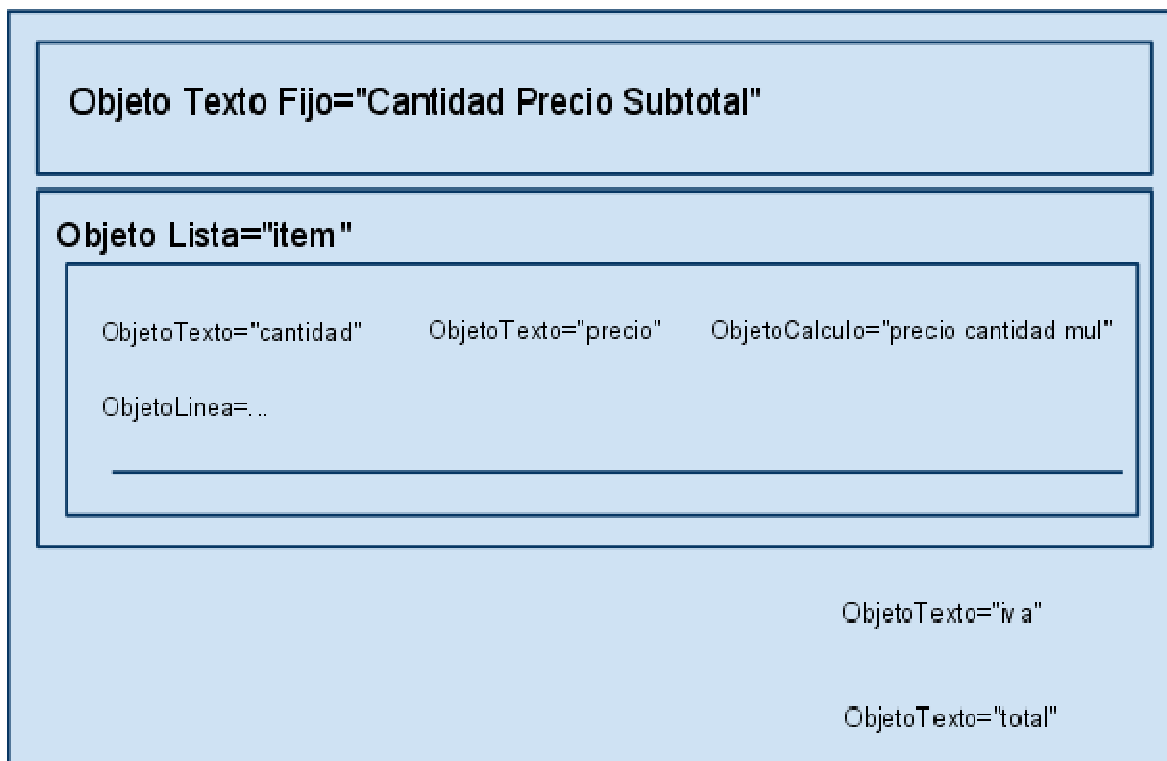 Objeto Texto Fijo="Cantidad Precio Subtotal"
Objeto Lista="item"
ObjetoTexto="cantidad" ObjetoTexto="precio" ObjetoCalculo="precio cantidad mul"
ObjetoLinea=...
ObjetoTexto="iva"
ObjetoTexto="total"